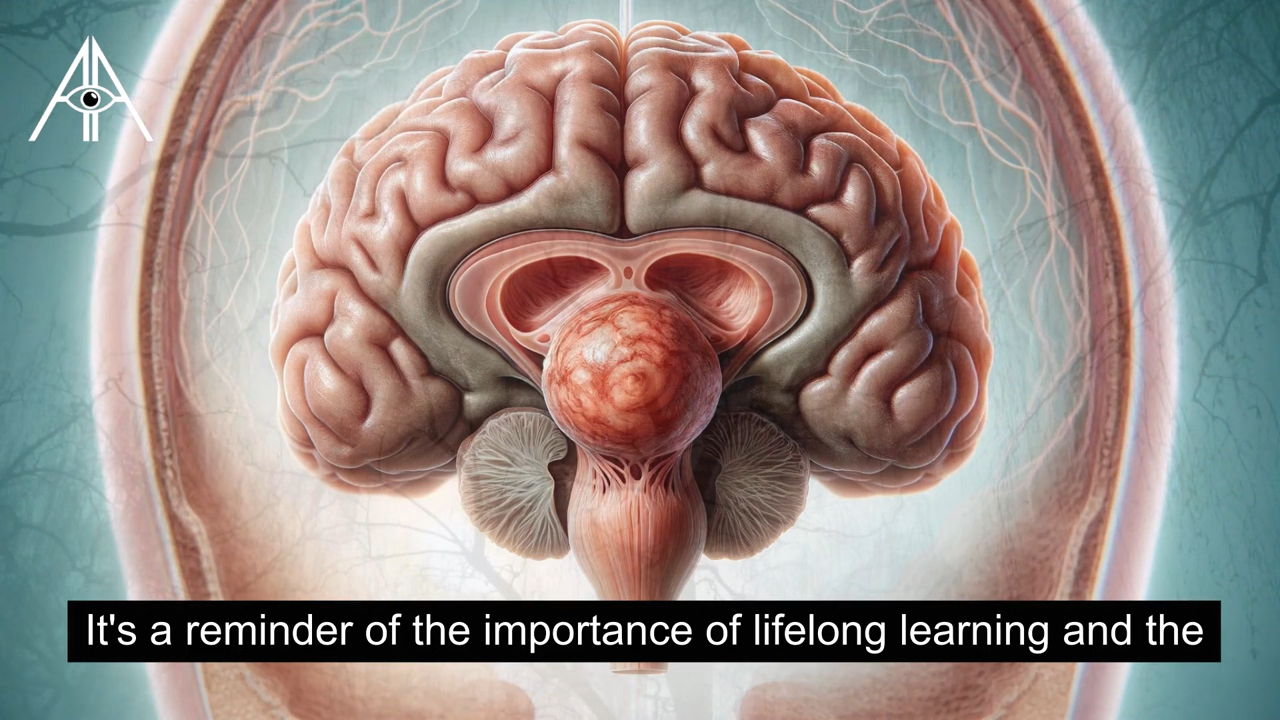 It's a reminder of the importance of lifelong learning and the